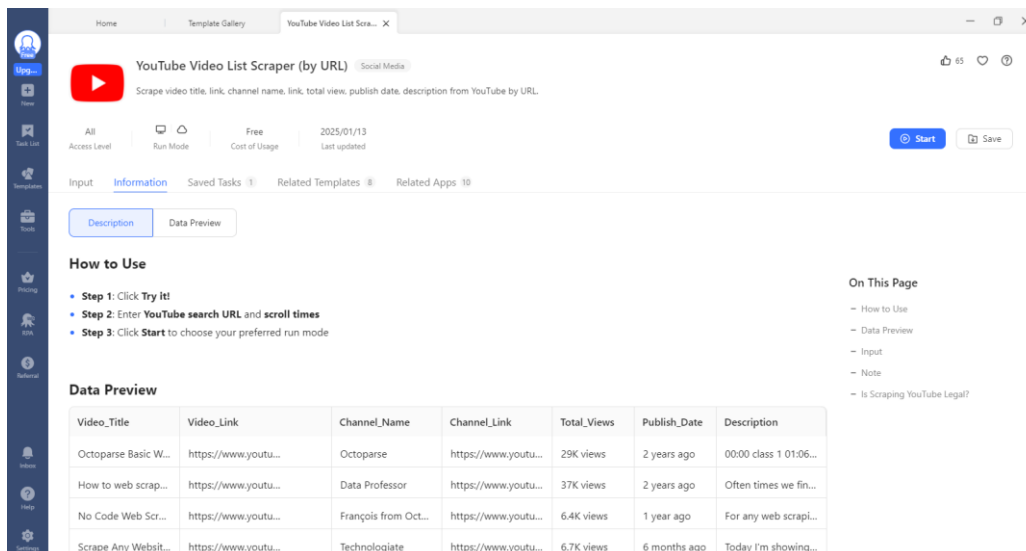 Home Template Gallery YouTube Video List Scra...
Free
Upg...
New
Task List
Templates
Tools
Pricing
RPA
Referral
Inbox
Help
Settings
YouTube Video List Scraper (by URL) Social Media
65
Scrape video title, link, channel name, link, total view, publish date, description from YouTube by URL.
All Free 2025/01/13
Access Level Run Mode Cost of Usage Last updated
Start Save
Input Information Saved Tasks 1 Related Templates 8 Related Apps 10
Description Data Preview
How to Use
• Step 1: Click Try it!
• Step 2: Enter YouTube search URL and scroll times
• Step 3: Click Start to choose your preferred run mode
On This Page
– How to Use
– Data Preview
– Input
– Note
– Is Scraping YouTube Legal?
Data Preview
Video_Title Video_Link Channel_Name Channel_Link Total_Views Publish_Date Description
Octoparse Basic W... https://www.youtu... Octoparse https://www.youtu... 29K views 2 years ago 00:00 class 1 01:06...
How to web scrap... https://www.youtu... Data Professor https://www.youtu... 37K views 2 years ago Often times we fin...
No Code Web Scr... https://www.youtu... François from Oct... https://www.youtu... 6.4K views 1 year ago For any web scrapi...
Scrape Any Websit... https://www.youtu... Technologiate https://www.youtu... 6.7K views 6 months ago Today I'm showing...